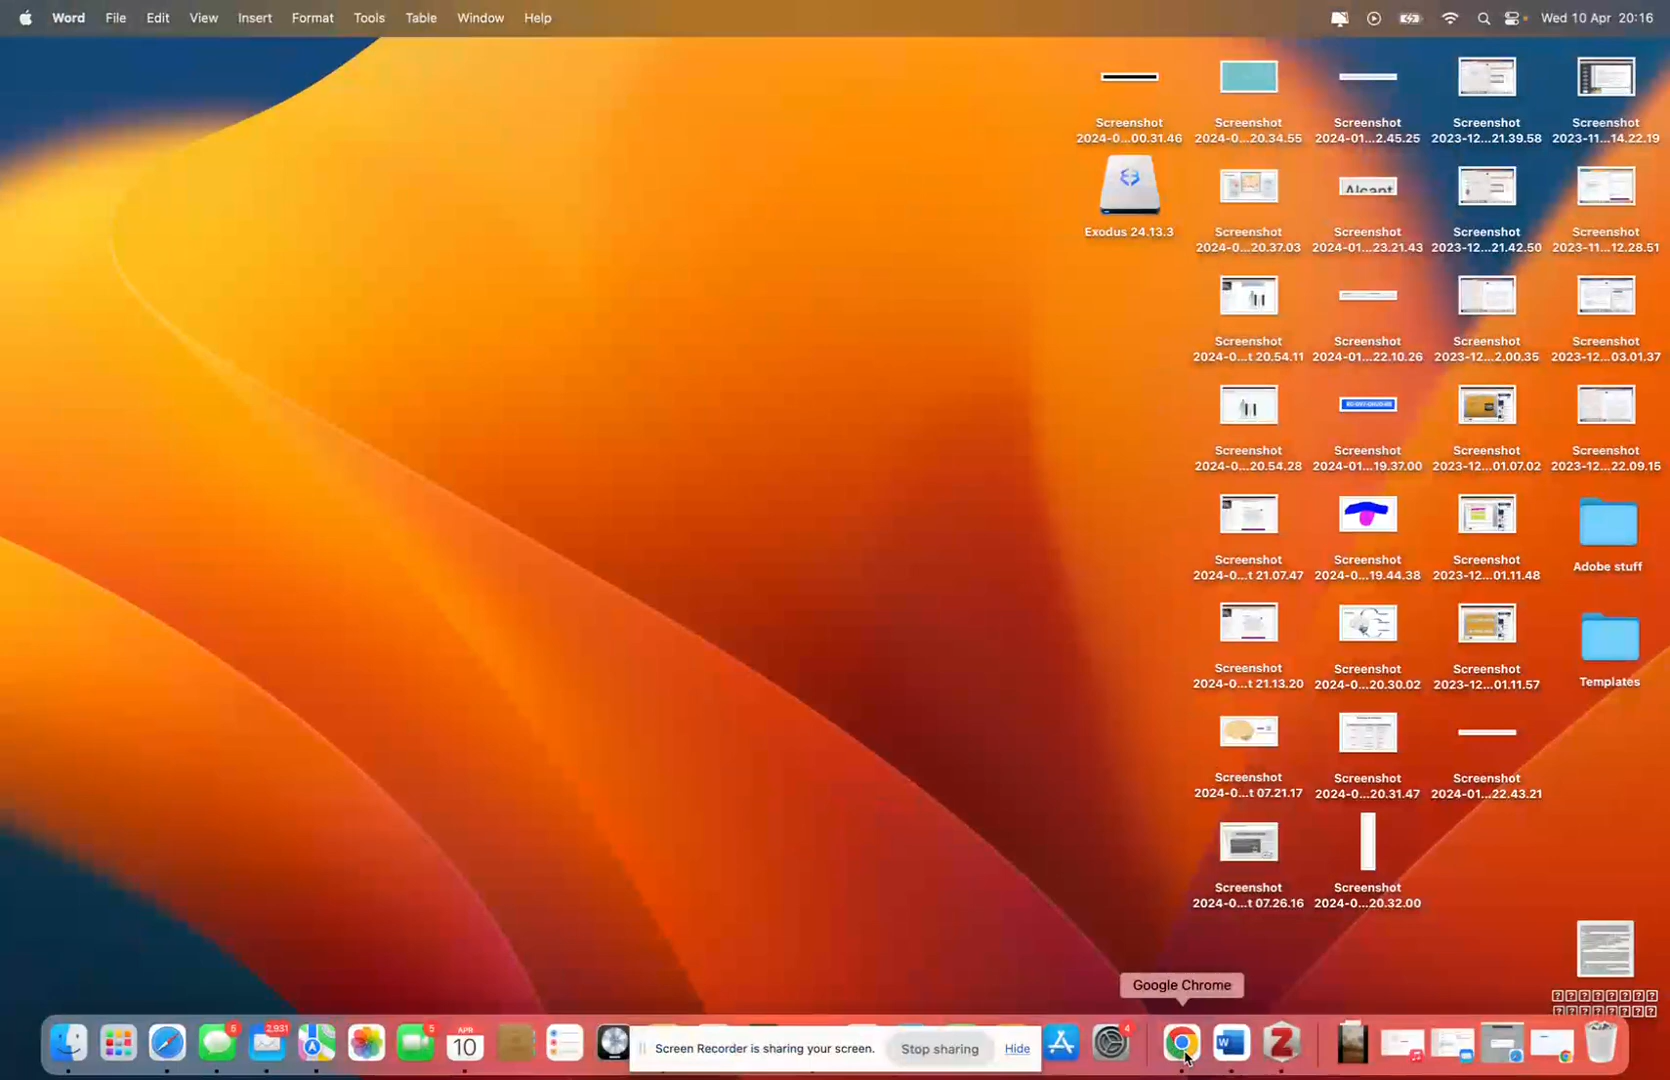 Word File Edit View Insert Format Tools Table Window Help Wed 10 Apr 20:16
Screenshot
2024-0...00.31.46
Screenshot
2024-0...20.34.55
Screenshot
2024-01...2.45.25
Screenshot
2023-12...21.39.58
Screenshot
2023-11...14.22.19
Exodus 24.13.3
Screenshot
2024-0...20.37.03
Alcant
Screenshot
2024-01...23.21.43
Screenshot
2023-12...21.42.50
Screenshot
2023-11...12.28.51
Screenshot
2024-0...t 20.54.11
Screenshot
2024-01...22.10.26
Screenshot
2023-12...2.00.35
Screenshot
2023-12...03.01.37
Screenshot
2024-0...20.54.28
Screenshot
2024-01...19.37.00
Screenshot
2023-12...01.07.02
Screenshot
2023-12...22.09.15
Screenshot
2024-0...t 21.07.47
Screenshot
2024-0...19.44.38
Screenshot
2023-12...01.11.48
Adobe stuff
Screenshot
2024-0...t 21.13.20
Screenshot
2024-0...20.30.02
Screenshot
2023-12...01.11.57
Templates
Screenshot
2024-0...t 07.21.17
Screenshot
2024-0...20.31.47
Screenshot
2024-01...22.43.21
Screenshot
2024-0...t 07.26.16
Screenshot
2024-0...20.32.00
Google Chrome
5
2,931
5
APR
10
Screen Recorder is sharing your screen. Stop sharing Hide
4
W
Z